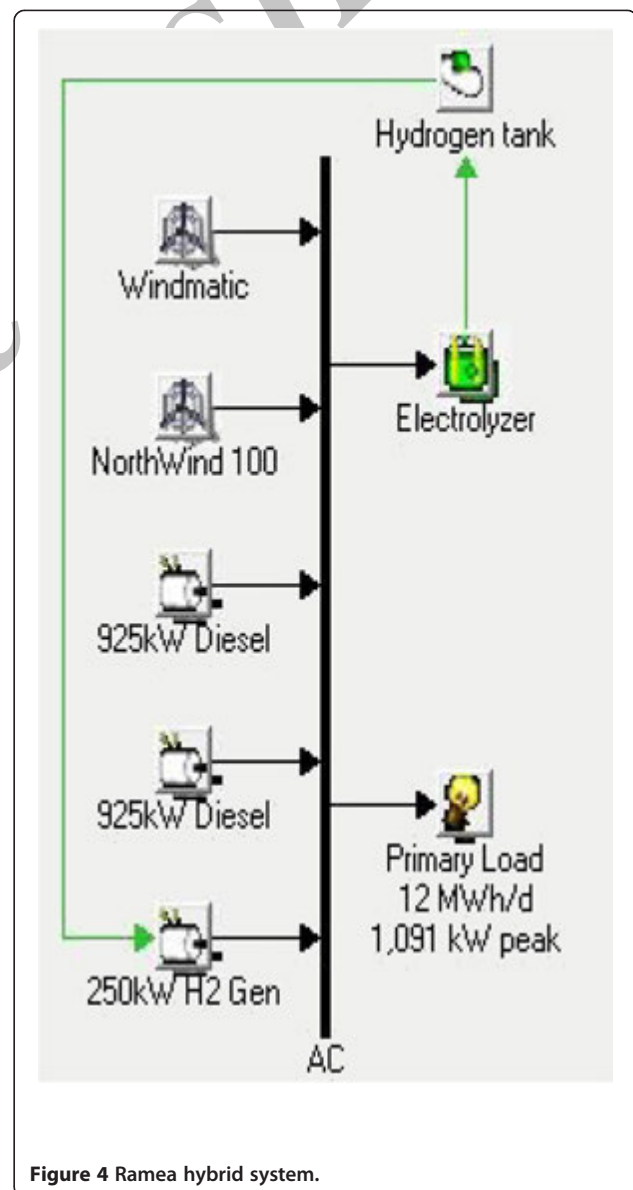 Hydrogen tank
Windmatic
Electrolyzer
NorthWind 100
925kW Diesel
925kW Diesel
Primary Load
12 MWh/d
1,091 kW peak
250kW H2 Gen
AC
Figure 4 Ramea hybrid system.